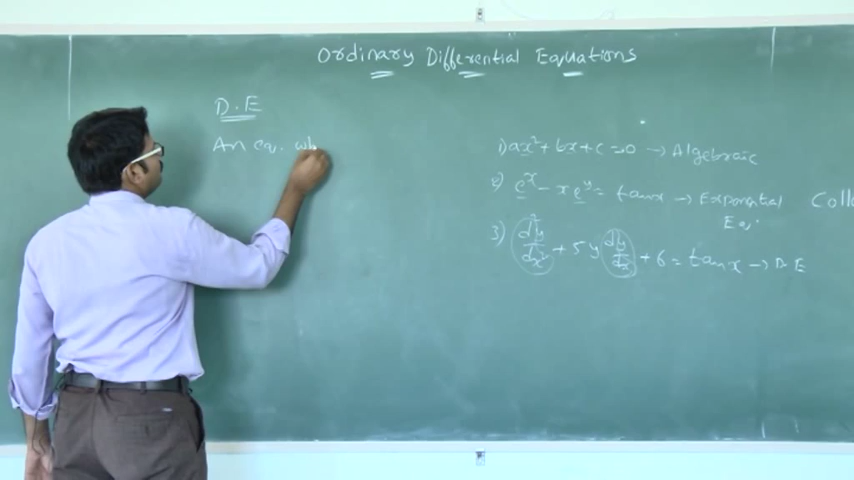 Ordinary Differential Equations
D.E
An eq. wh
1) ax²+bx+c=0 → Algebraic
2) e^x - x e^y = tanx → Exponential
Eq.
3) d²y/dx² + 5y dy/dx + 6 = tanx → D E
Colle